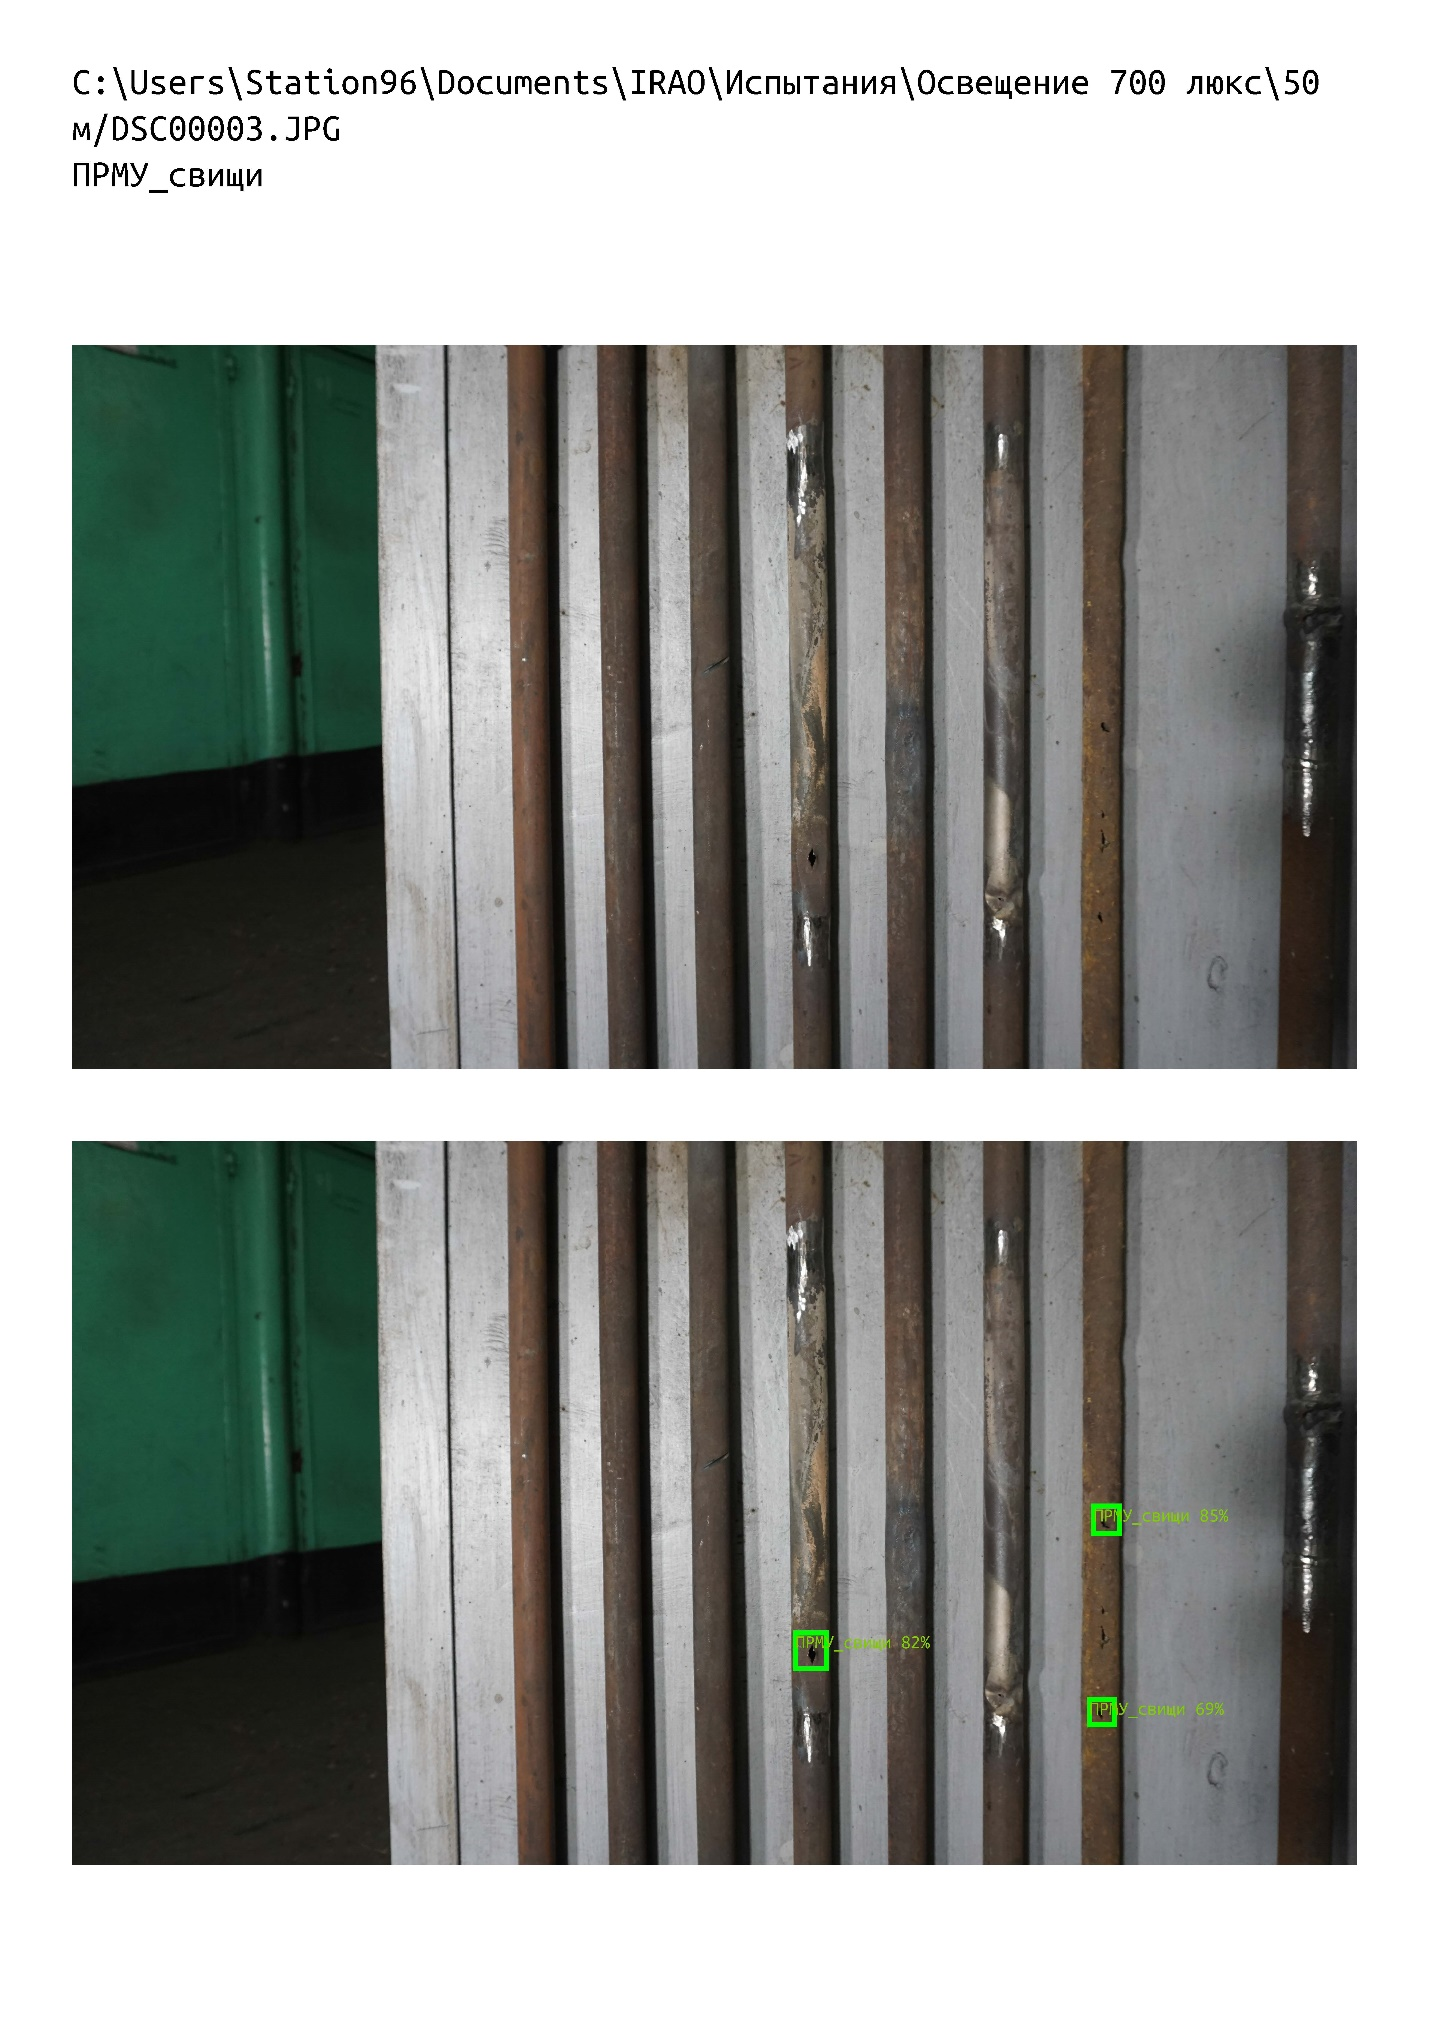 C:\Users\Station96\Documents\IRAO\Испытания\Освещение 700 люкс\50
м/DSC00003.JPG
ПРМУ_свищи
ПРМУ_свищи 85%
ПРМУ_свищи 82%
ПРМУ_свищи 69%